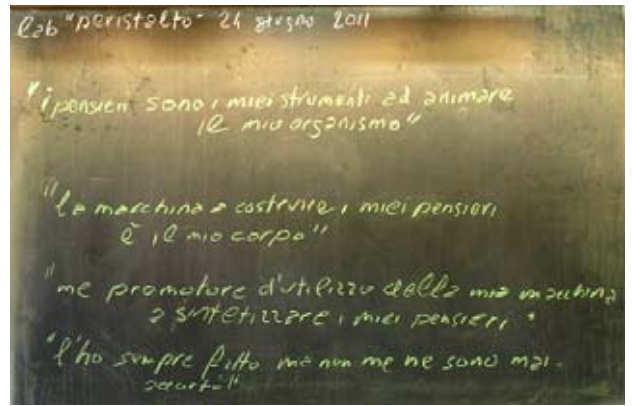 lab "peristalto" 24 giugno 2011
"i pensieri sono i miei strumenti ad animare
il mio organismo"
"la macchina a costruire i miei pensieri
è il mio corpo"
"me promotore d'utilizzo della mia macchina
a sintetizzare i miei pensieri"
"l'ho sempre fatto ma non me ne sono mai